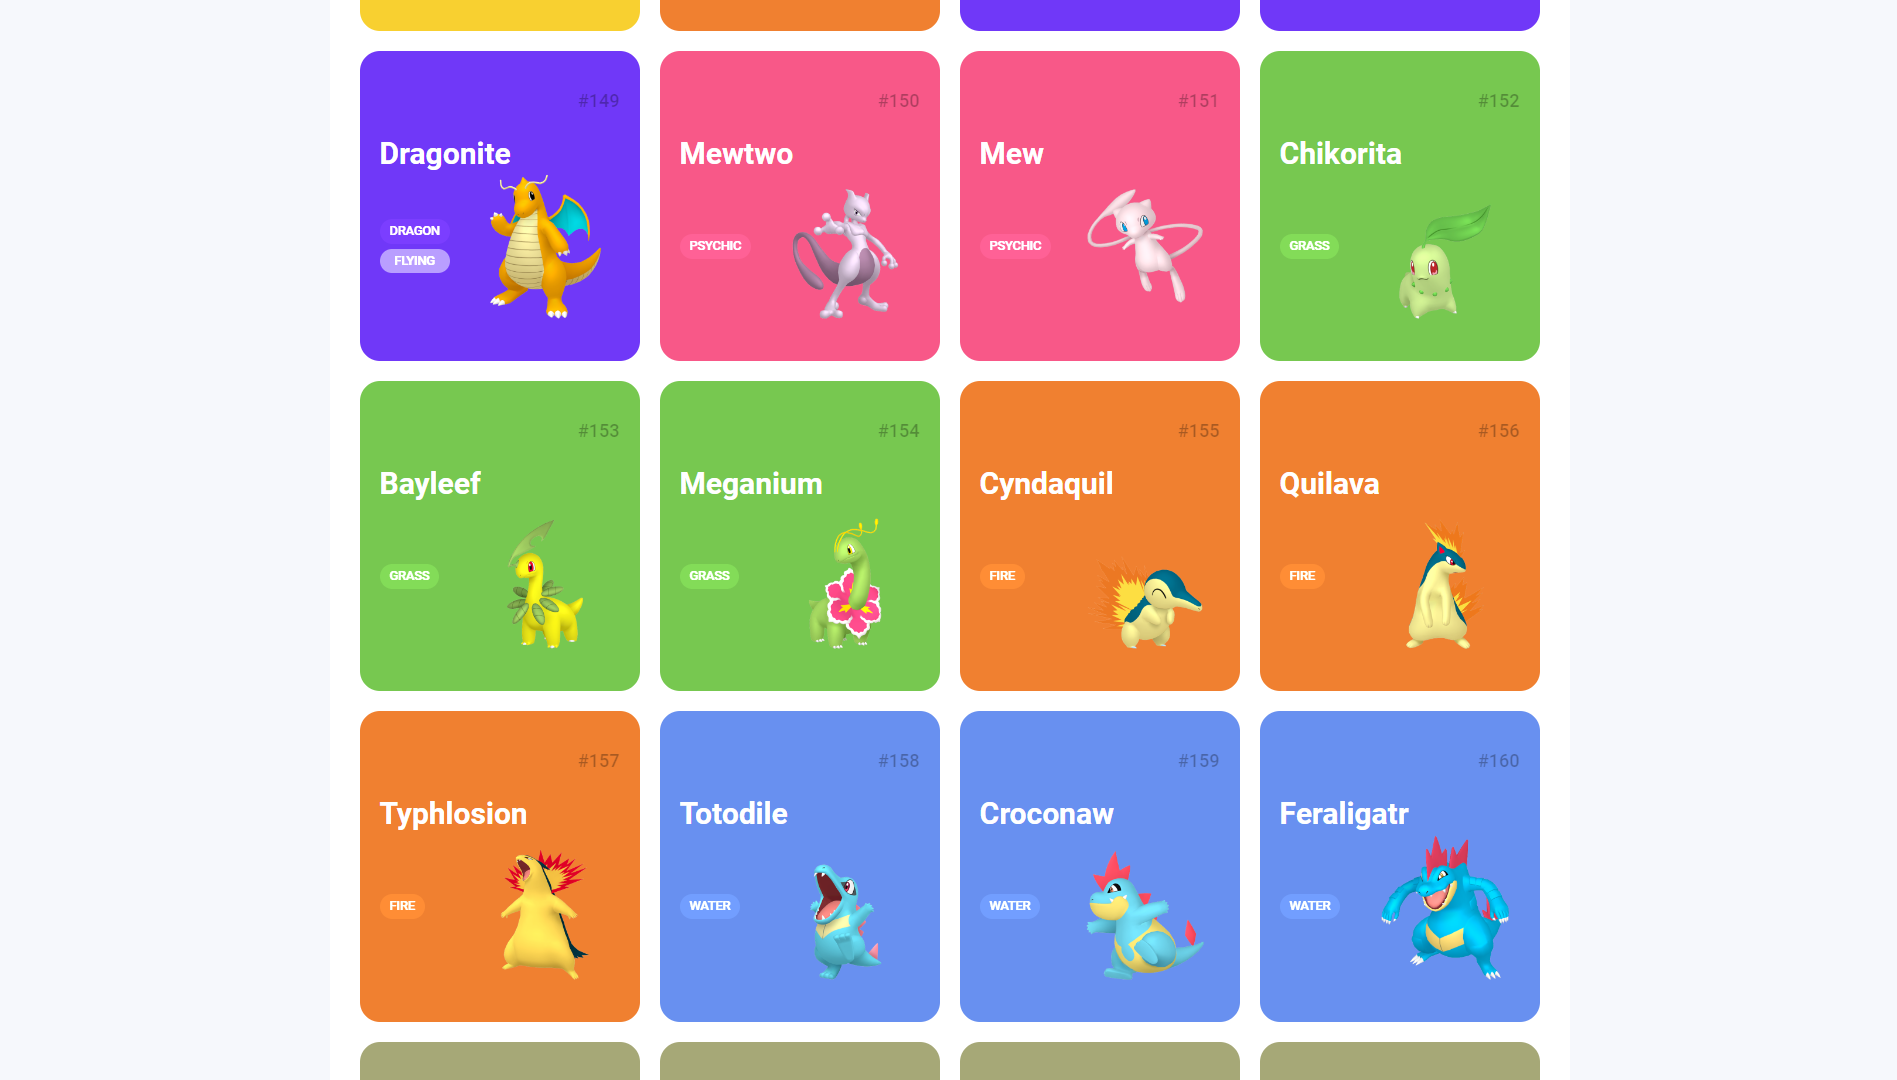 #149
Dragonite
DRAGON
FLYING
#150
Mewtwo
PSYCHIC
#151
Mew
PSYCHIC
#152
Chikorita
GRASS
#153
Bayleef
GRASS
#154
Meganium
GRASS
#155
Cyndaquil
FIRE
#156
Quilava
FIRE
#157
Typhlosion
FIRE
#158
Totodile
WATER
#159
Croconaw
WATER
#160
Feraligatr
WATER